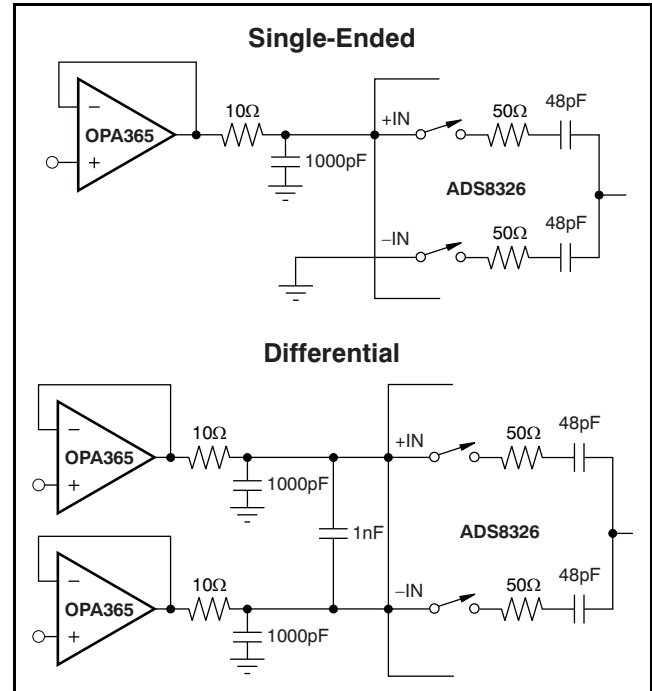 Single-Ended
−
OPA365
+
10Ω
1000pF
+IN
50Ω
48pF
ADS8326
−IN
50Ω
48pF
Differential
−
OPA365
+
10Ω
1000pF
+IN
50Ω
48pF
1nF
ADS8326
−
OPA365
+
10Ω
1000pF
−IN
50Ω
48pF